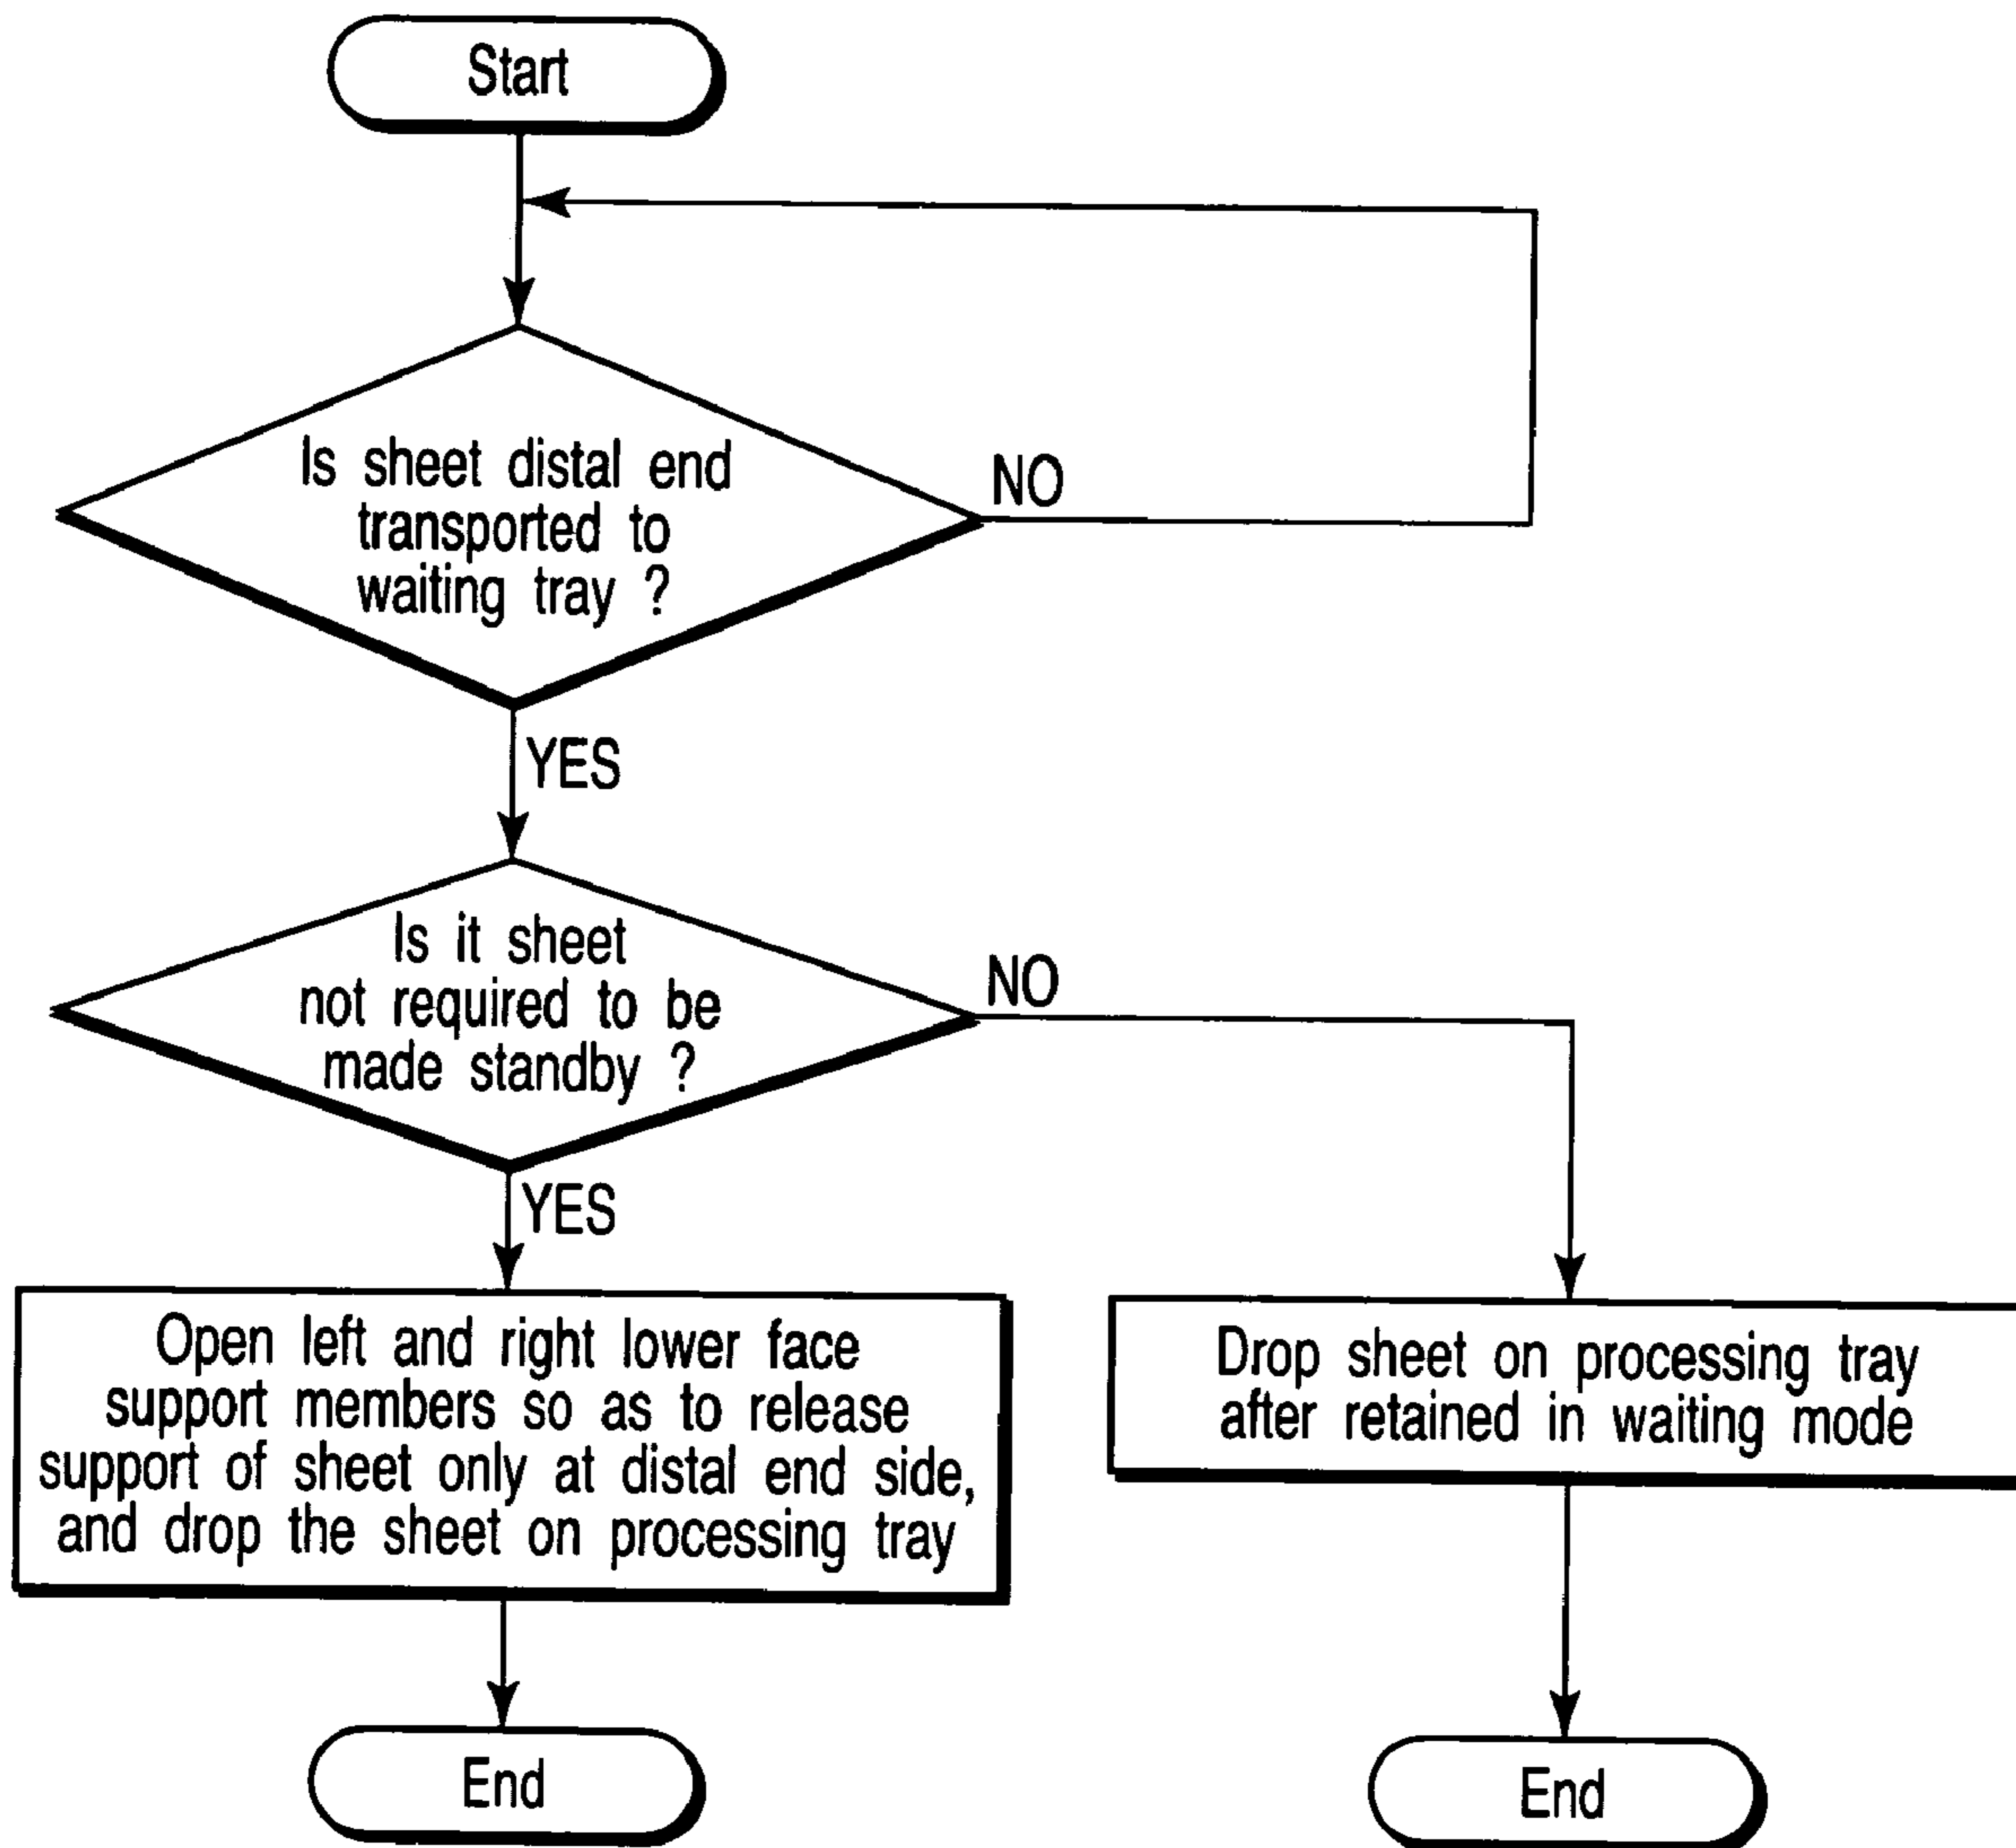 Start
Is sheet distal end
transported to
waiting tray ?
NO
YES
Is it sheet
not required to be
made standby ?
NO
YES
Open left and right lower face
support members so as to release
support of sheet only at distal end side,
and drop the sheet on processing tray
Drop sheet on processing tray
after retained in waiting mode
End
End